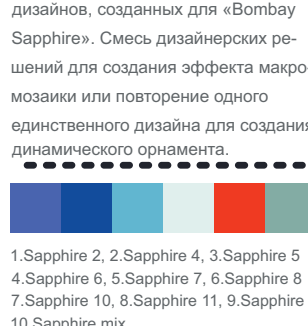 дизайнов, созданных для «Bombay
Sapphire». Смесь дизайнерских ре-
шений для создания эффекта макро-
мозаики или повторение одного
единственного дизайна для создания
динамического орнамента.
1.Sapphire 2, 2.Sapphire 4, 3.Sapphire 5
4.Sapphire 6, 5.Sapphire 7, 6.Sapphire 8
7.Sapphire 10, 8.Sapphire 11, 9.Sapphire
10.Sapphire mix